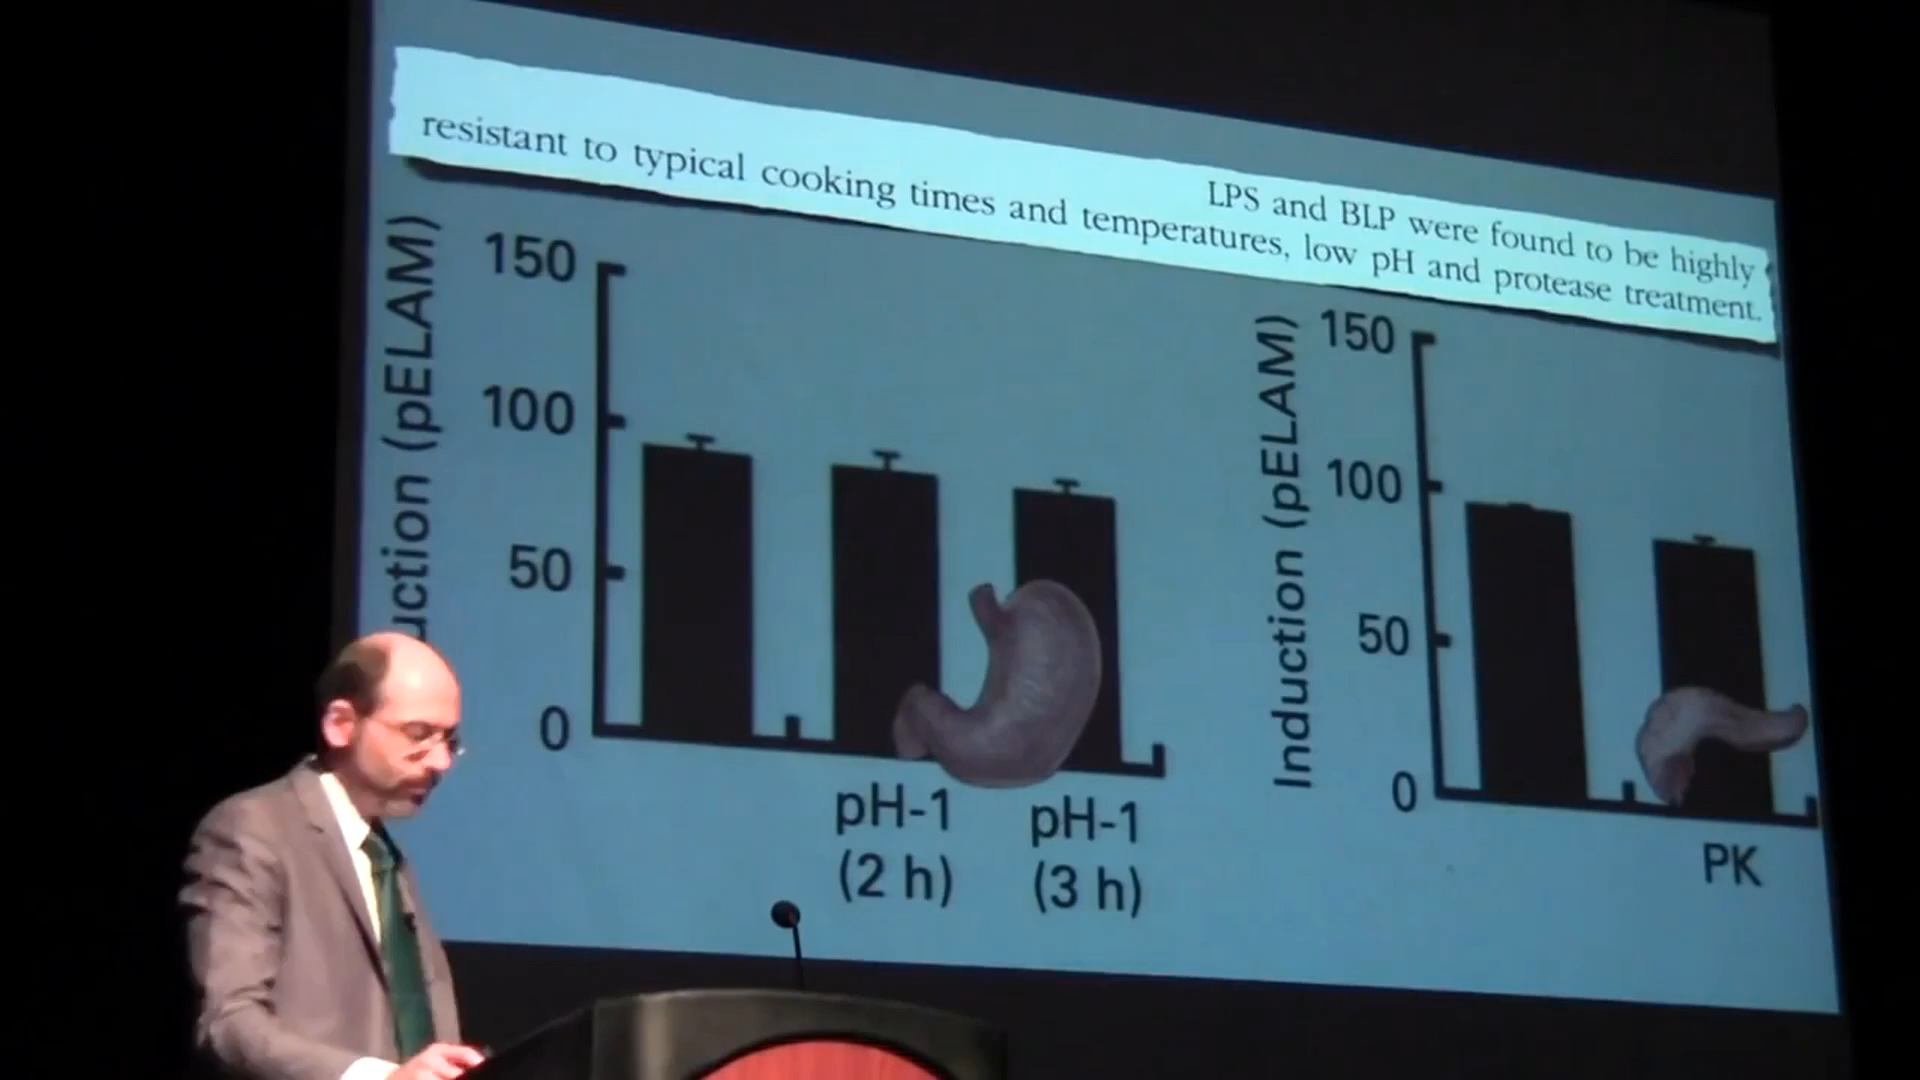 LPS and BLP were found to be highly
resistant to typical cooking times and temperatures, low pH and protease treatment.
uction (pELAM)
150
100
50
0
pH-1
(2 h)
pH-1
(3 h)
Induction (pELAM)
150
100
50
0
PK